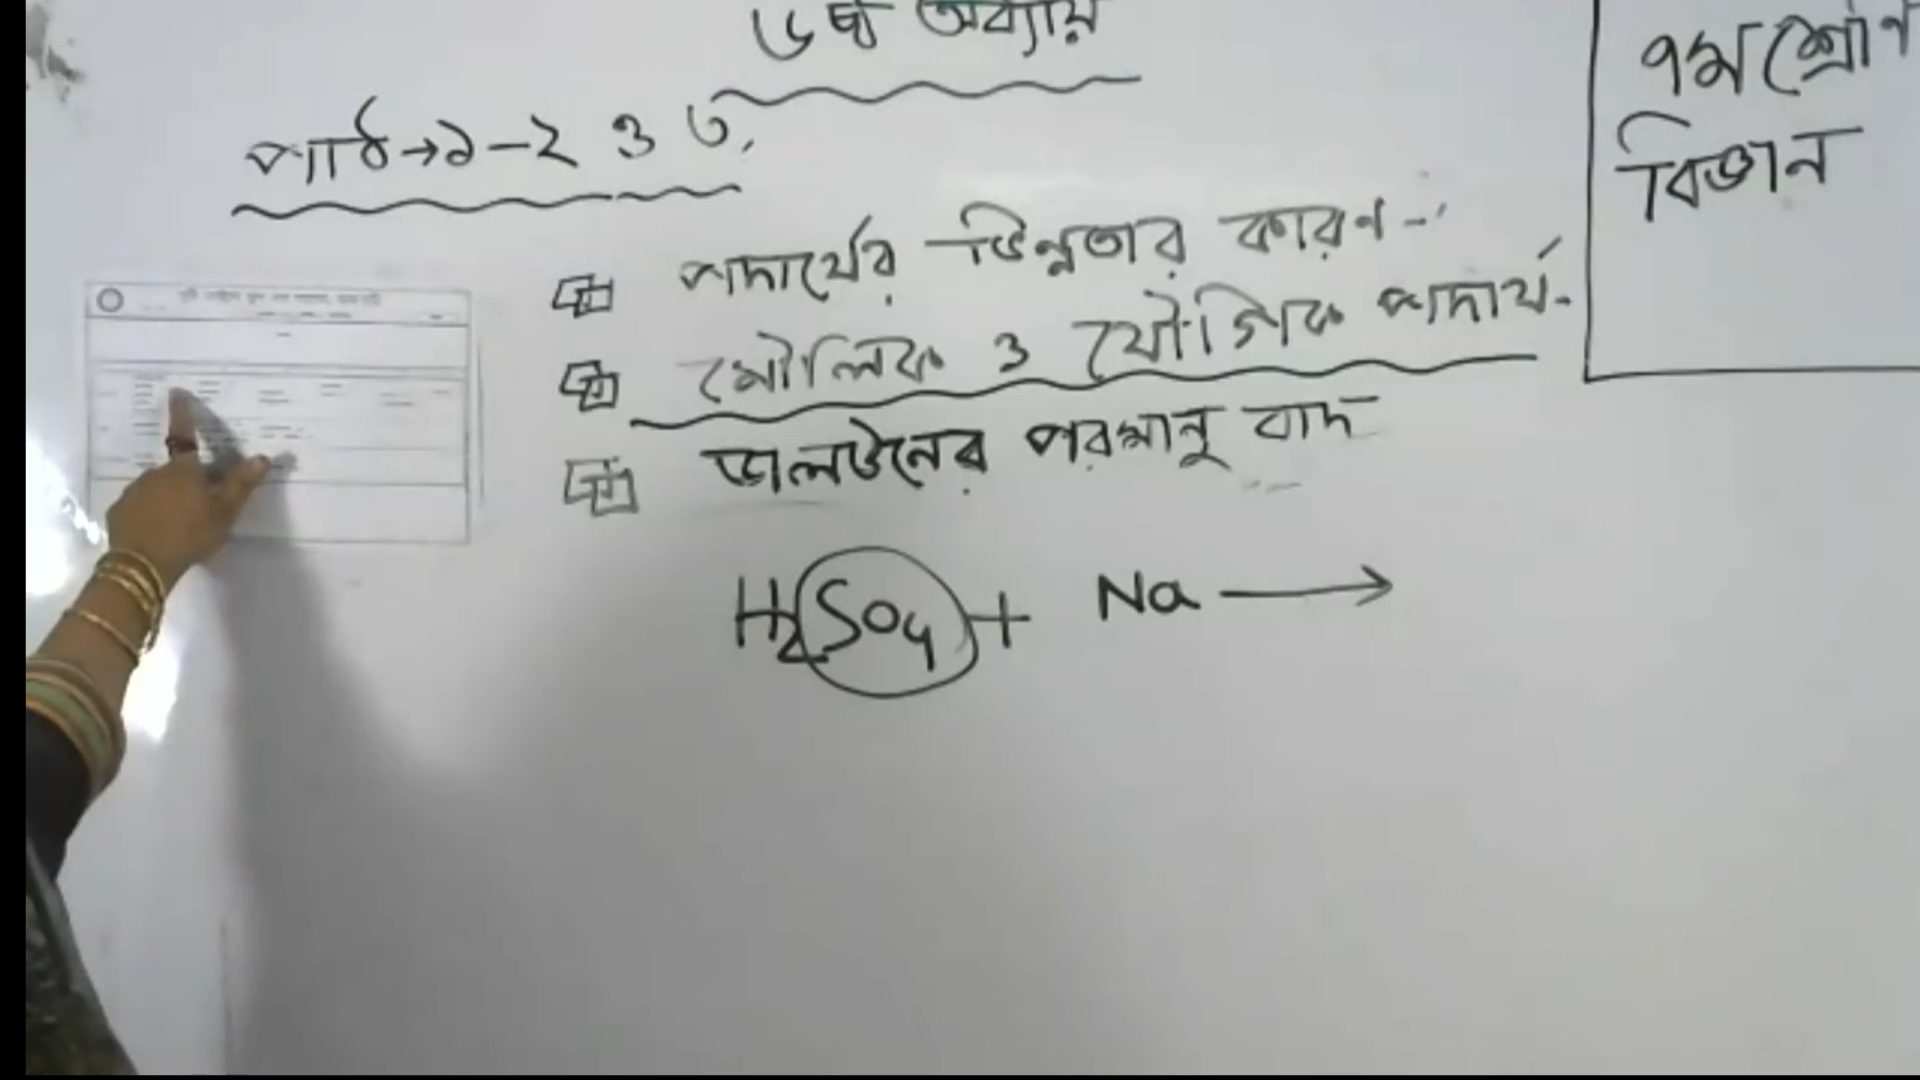 ৬ষ্ঠ অধ্যায়
৭ম শ্রেণি
বিজ্ঞান
পাঠ→১-২ ও ৩.
পদার্থের ভিন্নতার কারণ-
মৌলিক ও যৌগিক পদার্থ.
ডালটনের পরমানু বাদ
H₂SO₄ + Na ⟶